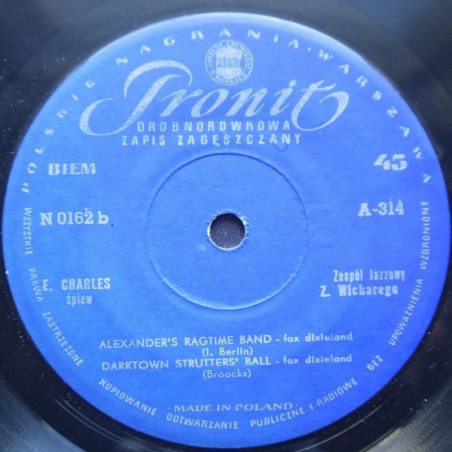 POLSKIE NAGRANIA · WARSZAWA
Pronit
DROBNOROWKOWA
ZAPIS ZAGĘSZCZANY
BIEM
45
N 0162 b
A-314
E. CHARLES
śpiew
Zespół Jazzowy
Z. Wicharego
ALEXANDER'S RAGTIME BAND - fox dixieland
(I. Berlin)
DARKTOWN STRUTTERS' BALL - fox dixieland
(Broocks)
MADE IN POLAND
WSZYSTKIE PRAWA ZASTRZEŻONE KOPIOWANIE, ODTWARZANIE PUBLICZNE I RADIOWE BEZ UPOWAŻNIENIA WZBRONIONE